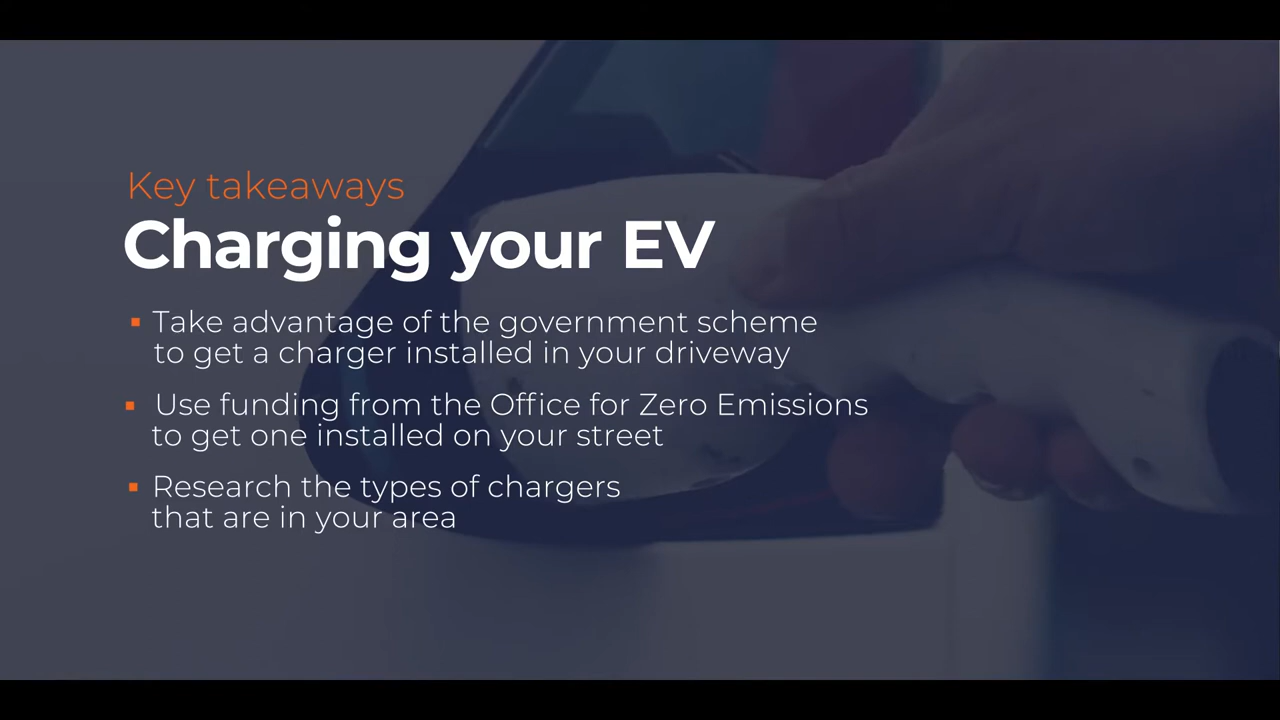 Key takeaways
Charging your EV
▪ Take advantage of the government scheme
to get a charger installed in your driveway
▪ Use funding from the Office for Zero Emissions
to get one installed on your street
▪ Research the types of chargers
that are in your area